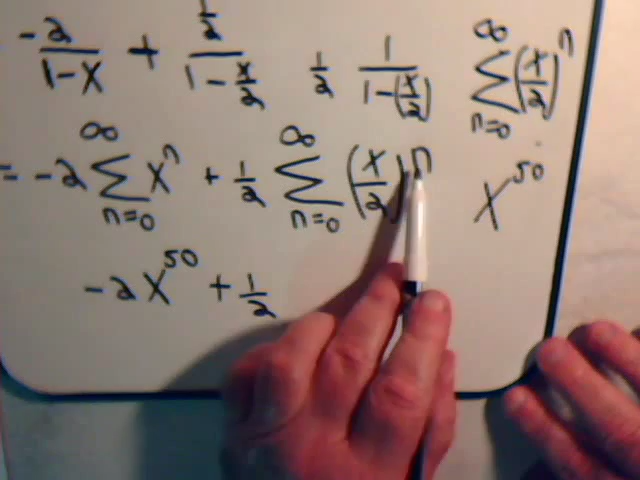 -2/(1-x) + (1/2)/(1-x/2)   1/2 1/(1-(x/2))   ∞∑n=0 (x/2)^n
= -2 ∞∑n=0 x^n + 1/2 ∞∑n=0 (x/2)^n   x^50
-2x^50 + 1/2